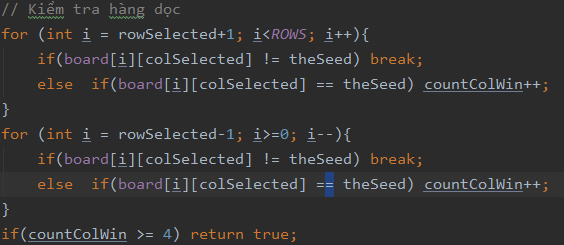 // Kiểm tra hàng dọc
for (int i = rowSelected+1; i<ROWS; i++){
    if(board[i][colSelected] != theSeed) break;
    else  if(board[i][colSelected] == theSeed) countColWin++;
}
for (int i = rowSelected-1; i>=0; i--){
    if(board[i][colSelected] != theSeed) break;
    else  if(board[i][colSelected] == theSeed) countColWin++;
}
if(countColWin >= 4) return true;